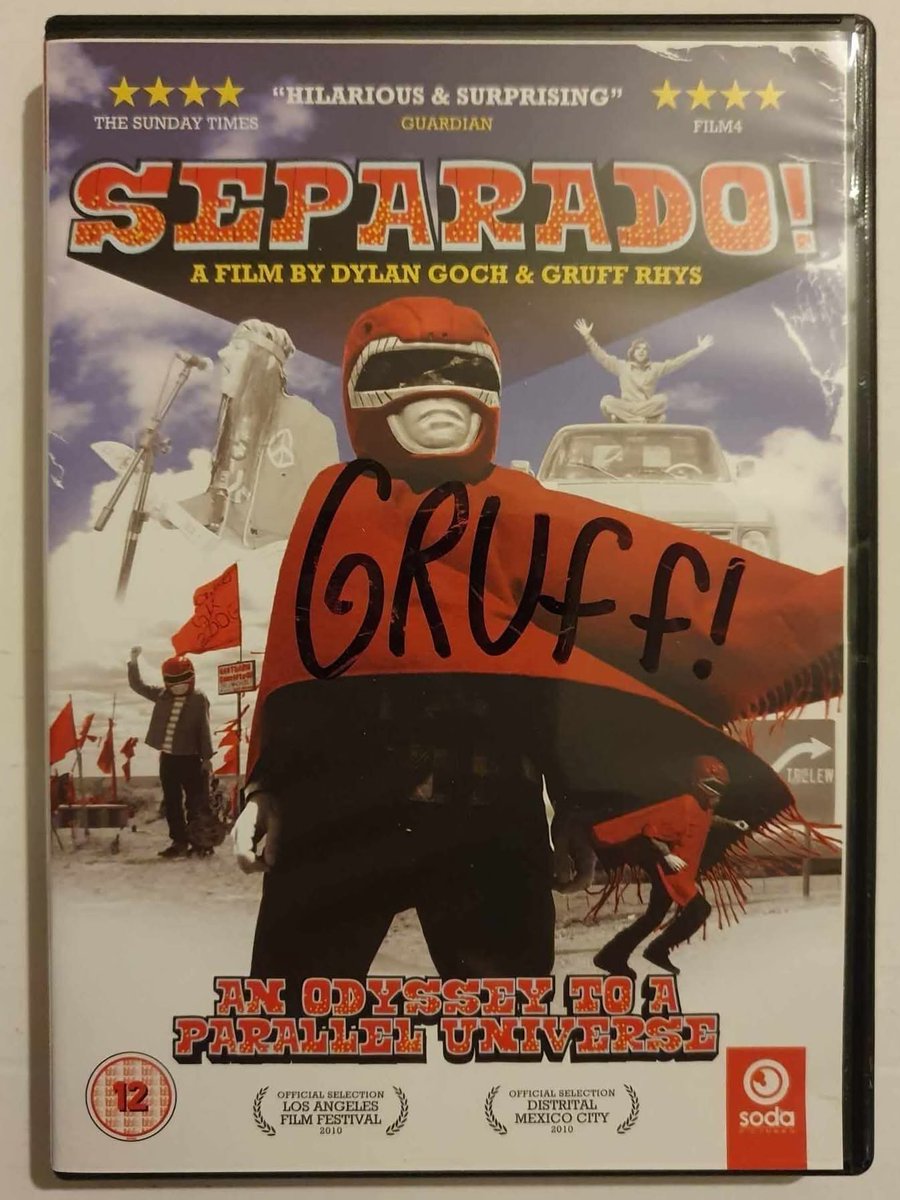 "HILARIOUS & SURPRISING"
THE SUNDAY TIMES
GUARDIAN
FILM4
SEPARADO!
A FILM BY DYLAN GOCH & GRUFF RHYS
GRUFF!
TRELEW
AN ODYSSEY TO A
PARALLEL UNIVERSE
12
OFFICIAL SELECTION
LOS ANGELES
FILM FESTIVAL
2010
OFFICIAL SELECTION
DISTRITAL
MEXICO CITY
2010
soda
PICTURES